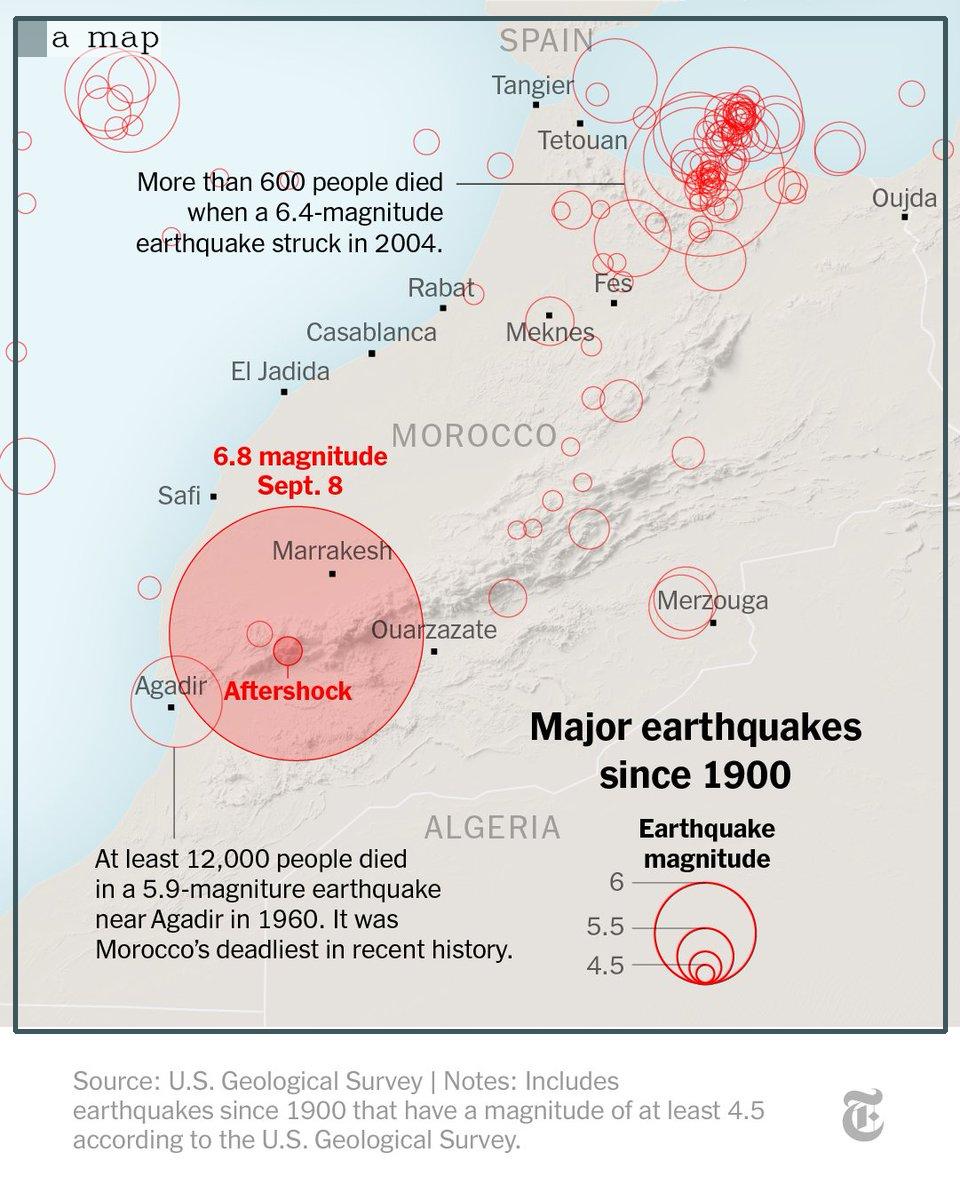 a map
SPAIN
Tangier
Tetouan
More than 600 people died
when a 6.4-magnitude
earthquake struck in 2004.
Oujda
Rabat
Fes
Casablanca
Meknes
El Jadida
MOROCCO
6.8 magnitude
Sept. 8
Safi
Marrakesh
Merzouga
Ouarzazate
Agadir
Aftershock
Major earthquakes
since 1900
ALGERIA
Earthquake
magnitude
6
5.5
4.5
At least 12,000 people died
in a 5.9-magniture earthquake
near Agadir in 1960. It was
Morocco’s deadliest in recent history.
Source: U.S. Geological Survey | Notes: Includes
earthquakes since 1900 that have a magnitude of at least 4.5
according to the U.S. Geological Survey.
T